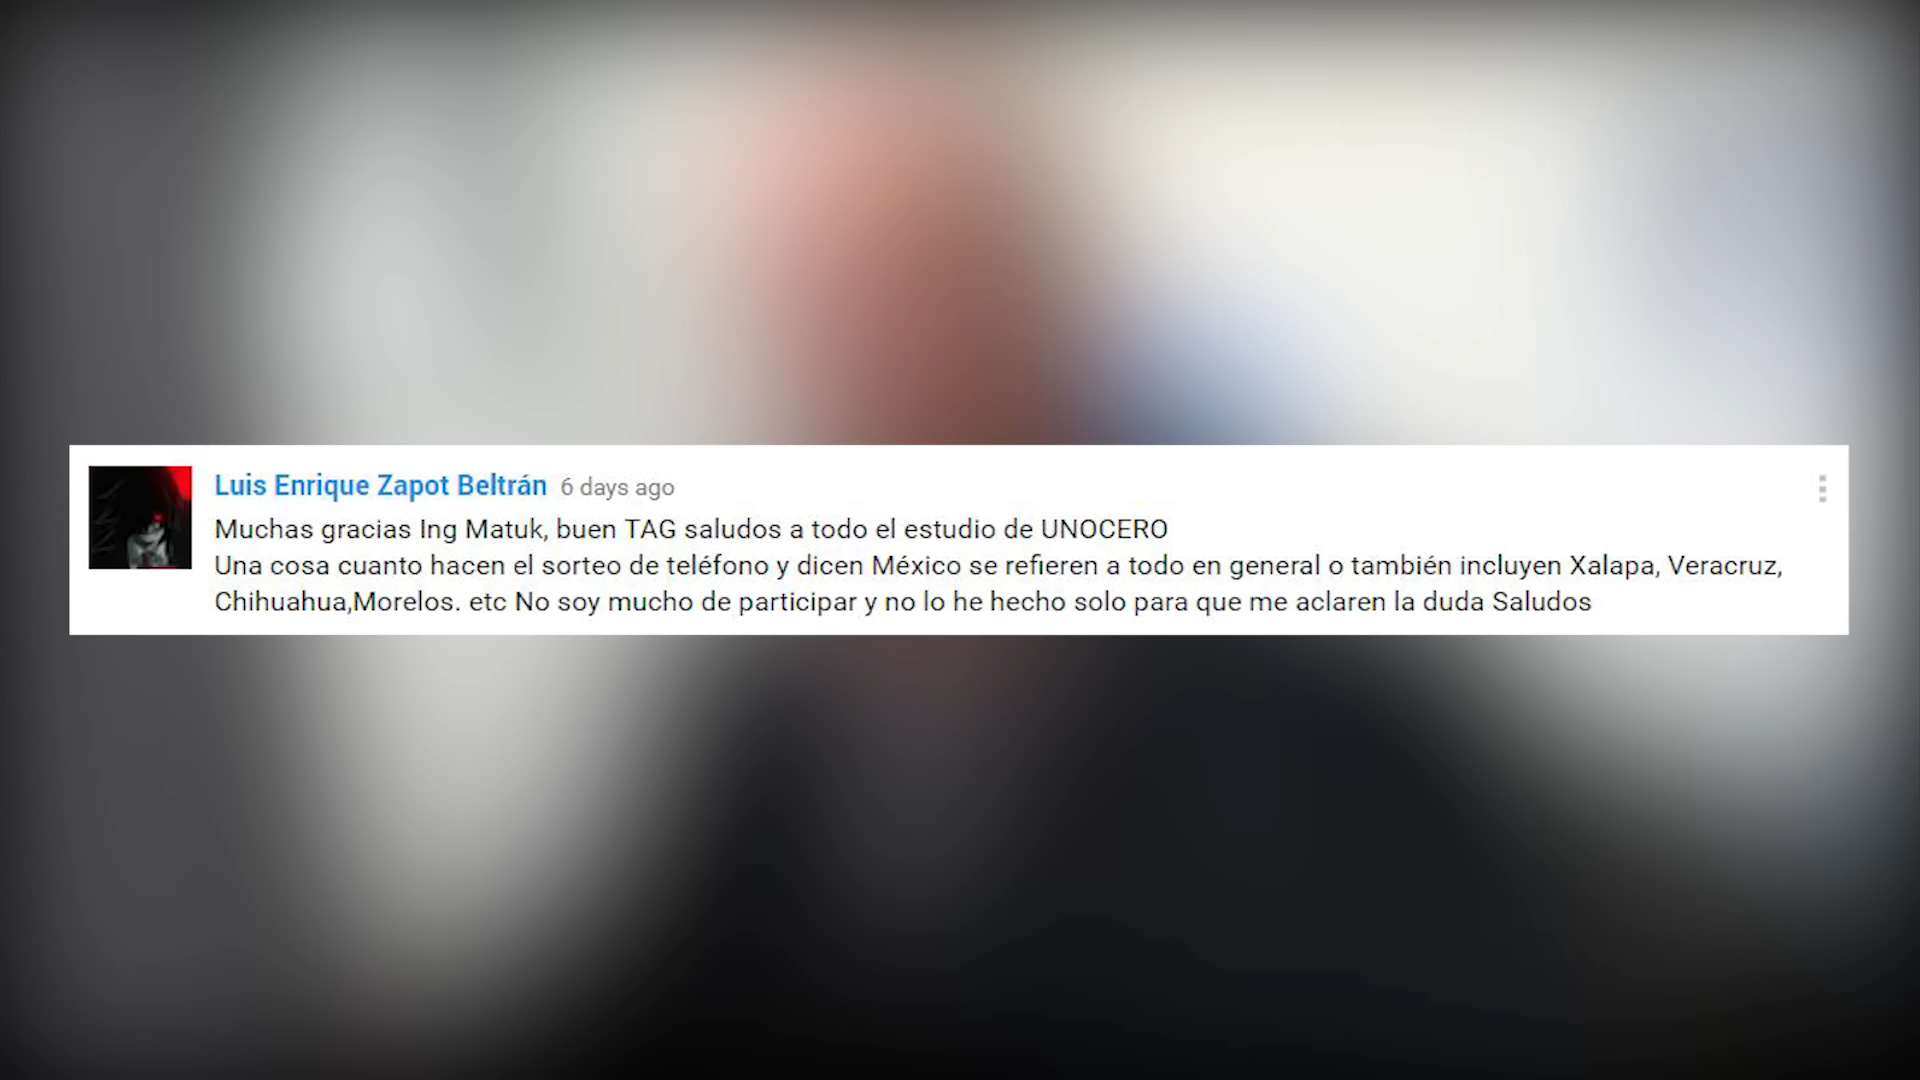 Luis Enrique Zapot Beltrán 6 days ago
Muchas gracias Ing Matuk, buen TAG saludos a todo el estudio de UNOCERO
Una cosa cuanto hacen el sorteo de teléfono y dicen México se refieren a todo en general o también incluyen Xalapa, Veracruz,
Chihuahua,Morelos. etc No soy mucho de participar y no lo he hecho solo para que me aclaren la duda Saludos